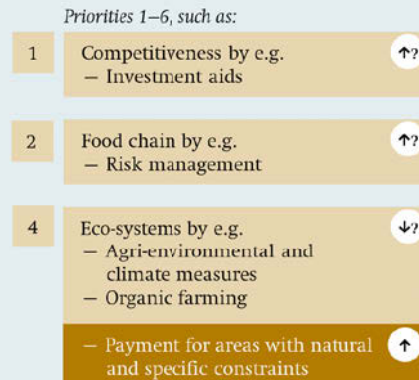 Priorities 1–6, such as:
1 Competitiveness by e.g. ↑?
– Investment aids
2 Food chain by e.g. ↑?
– Risk management
4 Eco-systems by e.g. ↓?
– Agri-environmental and
climate measures
– Organic farming
– Payment for areas with natural ↑
and specific constraints